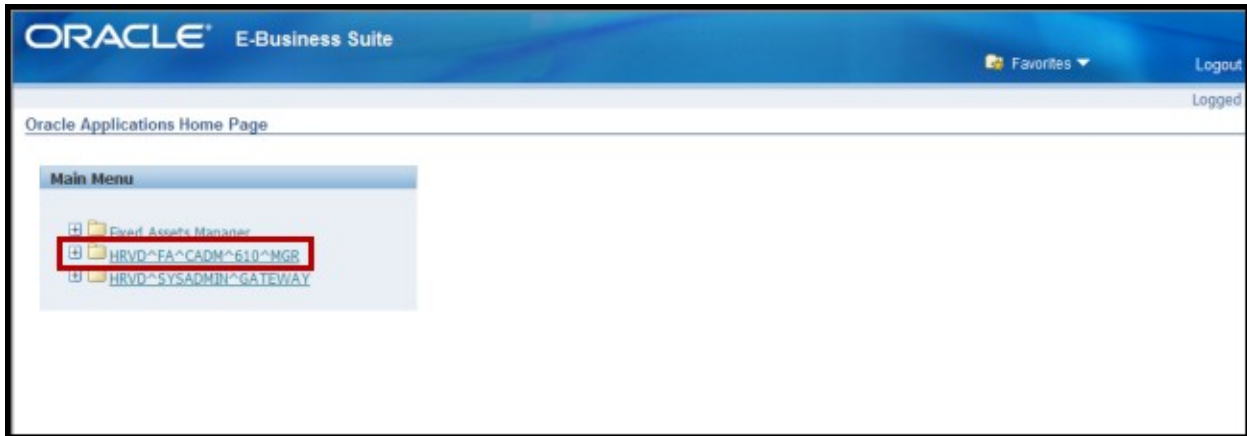 ORACLE E-Business Suite
Favorites Logout
Logged
Oracle Applications Home Page
Main Menu
Fixed Assets Manager
HRVD^FA^CADM^610^MGR
HRVD^SYSADMIN^GATEWAY